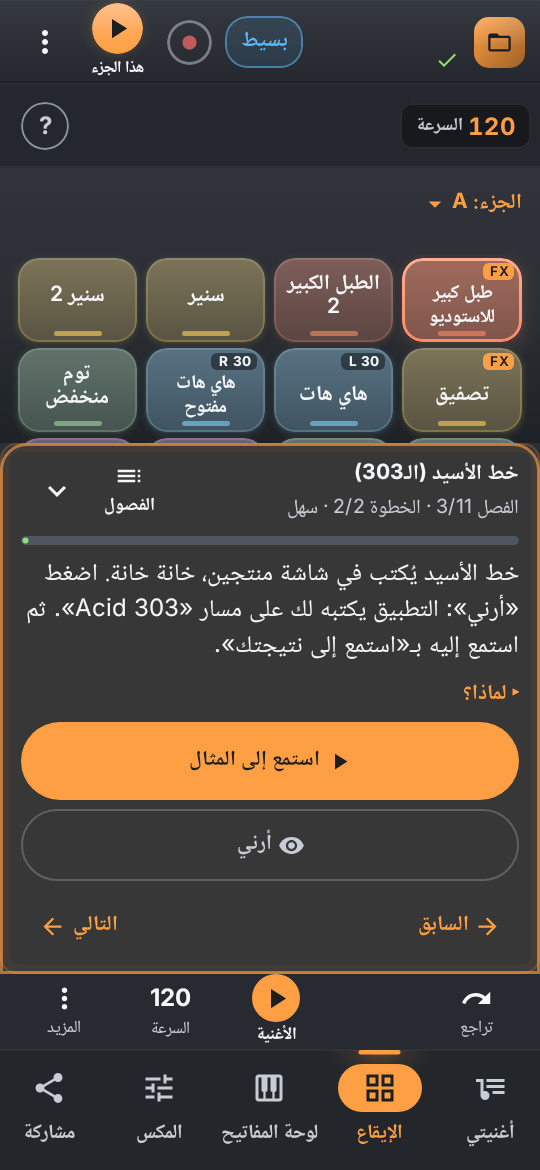 بسيط
هذا الجزء
120 السرعة
?
الجزء: A
FX
طبل كبير
للاستوديو
الطبل الكبير
2
سنير
سنير 2
FX
تصفيق
L 30
هاي هات
R 30
هاي هات
مفتوح
توم
منخفض
خط الأسيد (الـ303)
الفصل 3/11 · الخطوة 2/2 · سهل
الفصول
خط الأسيد يُكتب في شاشة منتجين، خانة خانة. اضغط
«أرني»: التطبيق يكتبه لك على مسار «Acid 303». ثم
استمع إليه بـ«استمع إلى نتيجتك».
لماذا؟
استمع إلى المثال
أرني
السابق
التالي
تراجع
الأغنية
120
السرعة
المزيد
أغنيتي
الإيقاع
لوحة المفاتيح
المكس
مشاركة